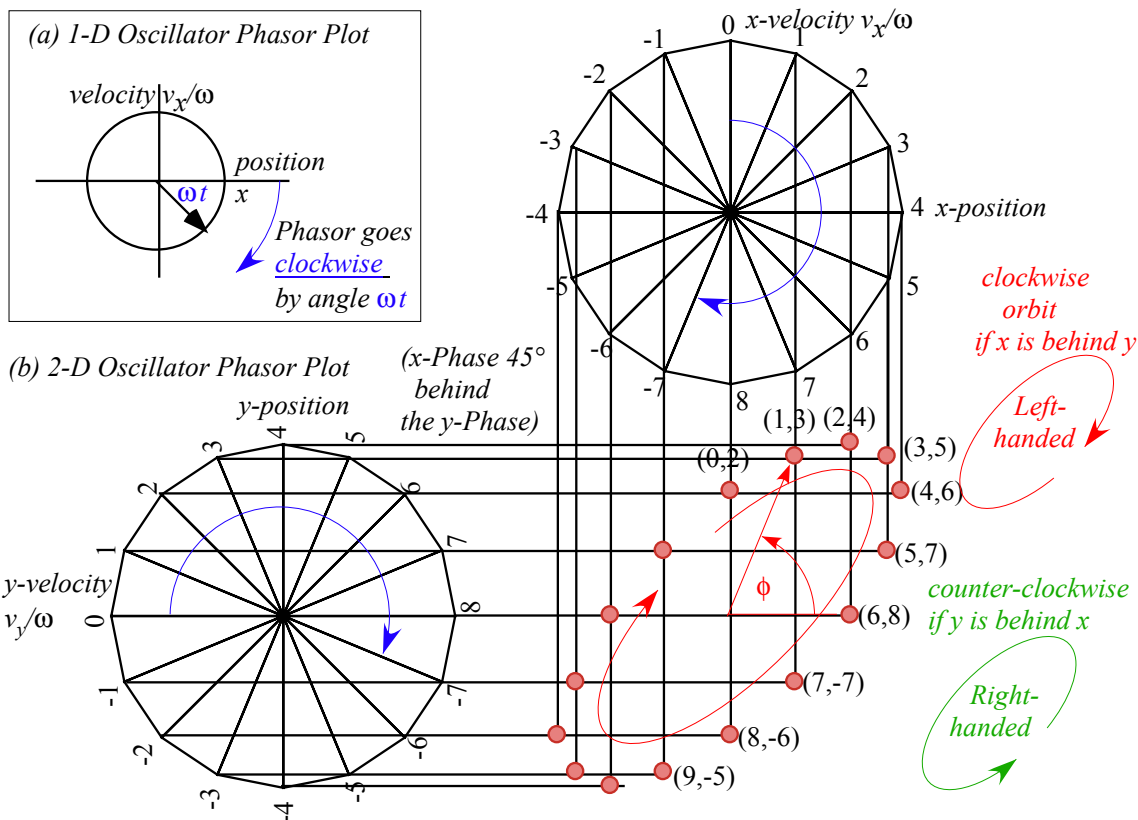 (a) 1-D Oscillator Phasor Plot
velocity vx/ω
position
x
ωt
Phasor goes
clockwise
by angle ωt
0 x-velocity vx/ω
-1
1
-2
2
-3
3
-4
4 x-position
-5
5
-6
6
-7
7
8
(b) 2-D Oscillator Phasor Plot
(x-Phase 45°
behind
the y-Phase)
y-position
4
3
5
2
6
1
7
y-velocity
vy/ω
0
8
-1
-7
-2
-6
-3
-5
-4
(0,2)
(1,3)
(2,4)
(3,5)
(4,6)
(5,7)
(6,8)
(7,-7)
(8,-6)
(9,-5)
ϕ
clockwise
orbit
if x is behind y
Left-
handed
counter-clockwise
if y is behind x
Right-
handed